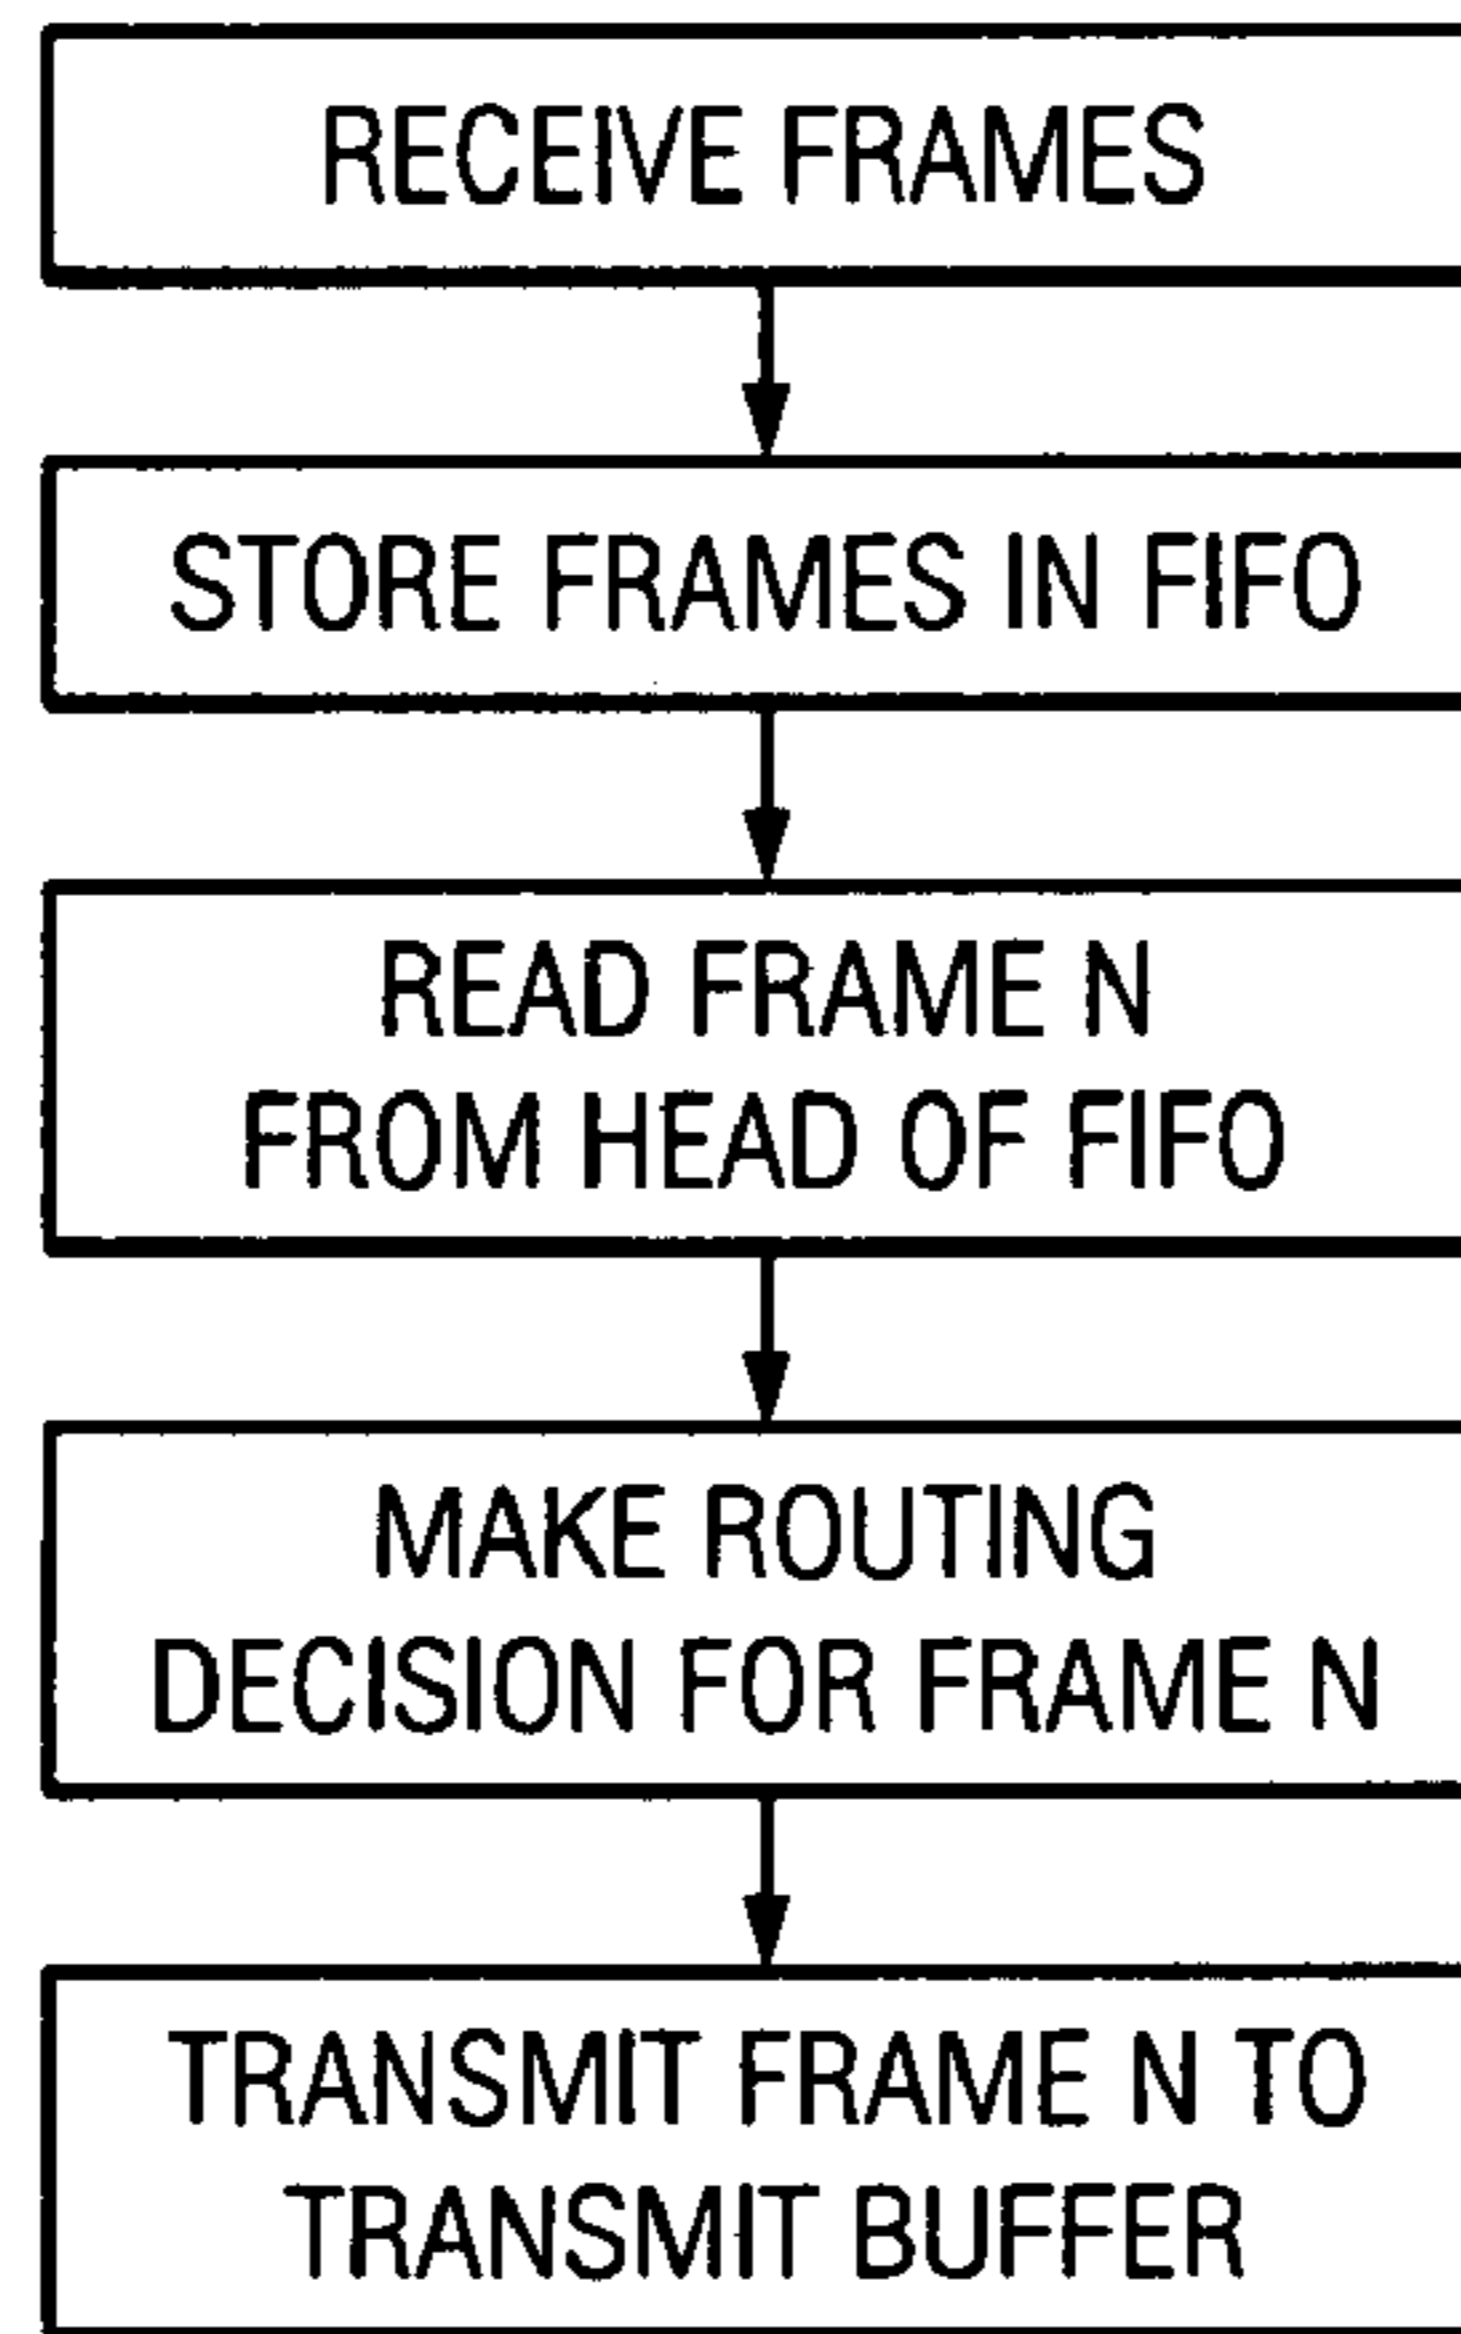 RECEIVE FRAMES
STORE FRAMES IN FIFO
READ FRAME N
FROM HEAD OF FIFO
MAKE ROUTING
DECISION FOR FRAME N
TRANSMIT FRAME N TO
TRANSMIT BUFFER